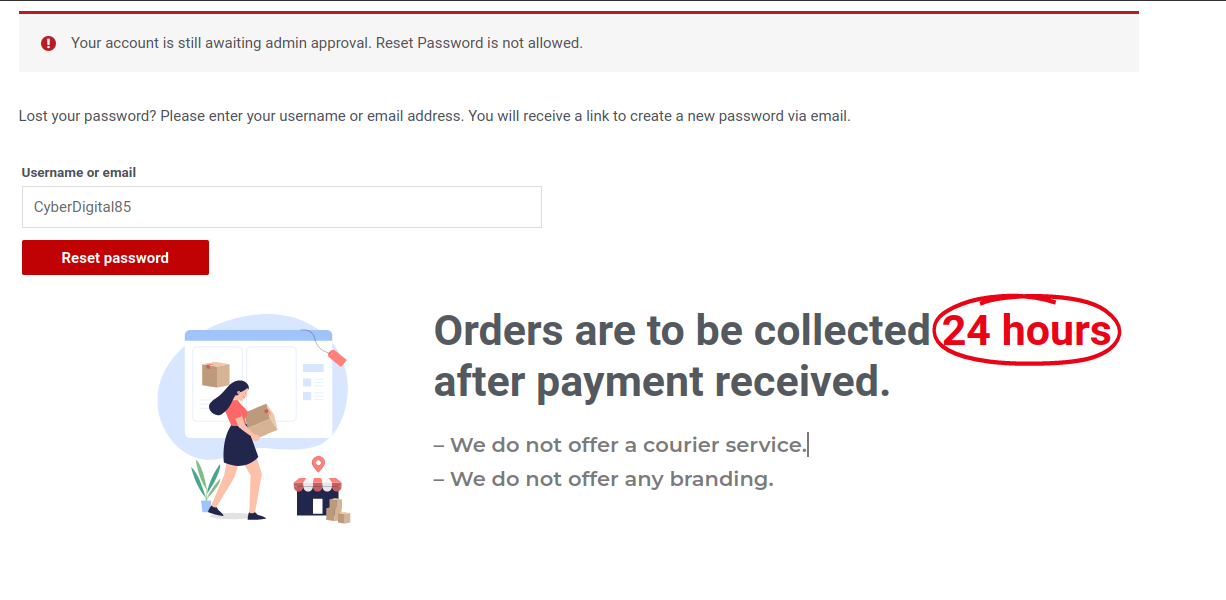 Your account is still awaiting admin approval. Reset Password is not allowed.
Lost your password? Please enter your username or email address. You will receive a link to create a new password via email.
Username or email
CyberDigital85
Reset password
Orders are to be collected 24 hours
after payment received.
– We do not offer a courier service.
– We do not offer any branding.